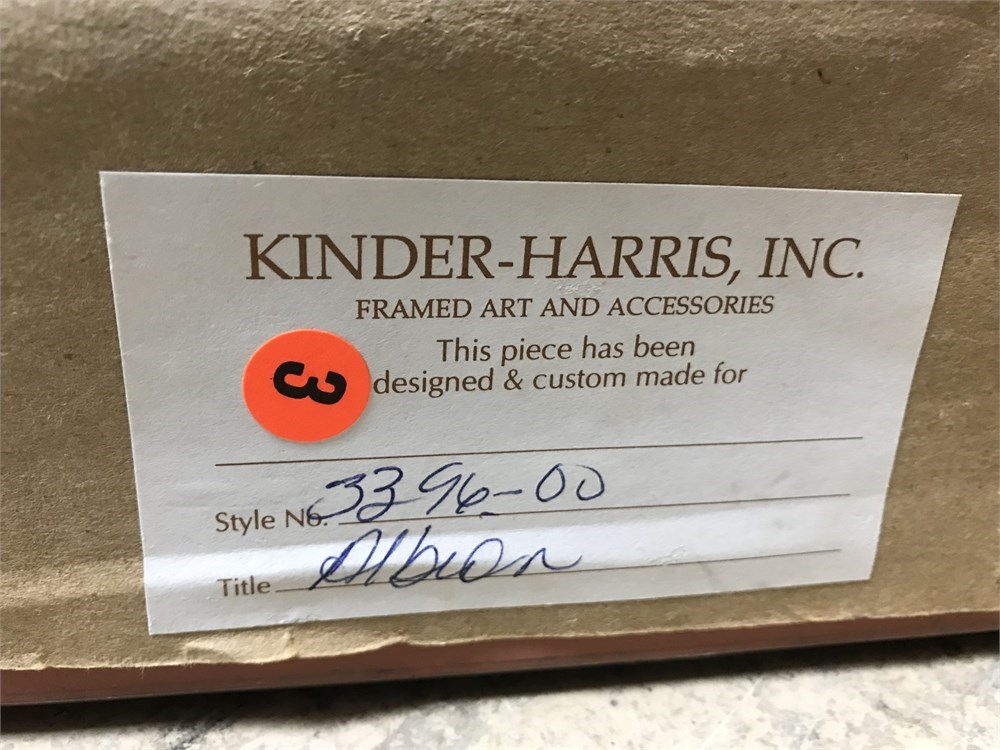 KINDER-HARRIS, INC.
FRAMED ART AND ACCESSORIES
This piece has been
designed & custom made for
3
Style No. 3396-00
Title Albion